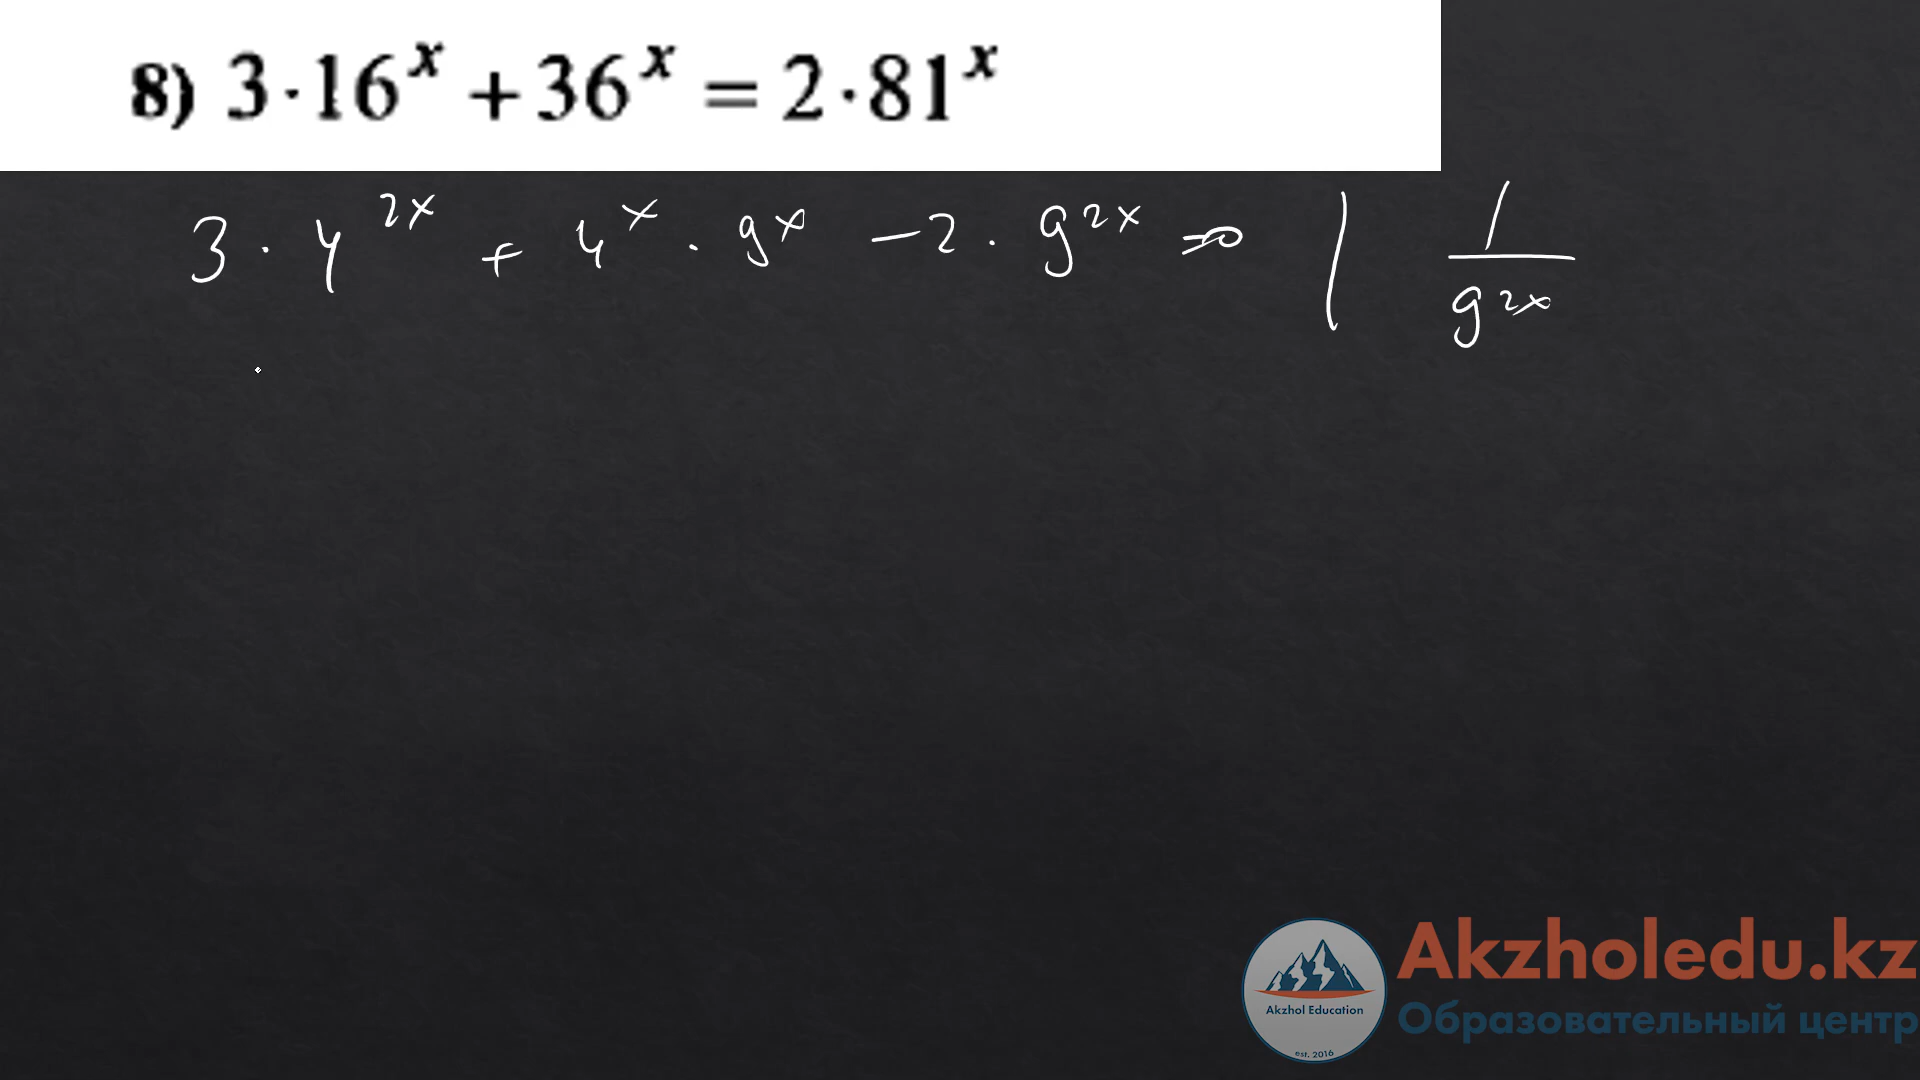 8) 3·16^x + 36^x = 2·81^x
3 · 4^2x + 4^x · 9^x − 2 · 9^2x = 0 | 1/9^2x
Akzholedu.kz
Образовательный центр
Akzhol Education
est. 2016